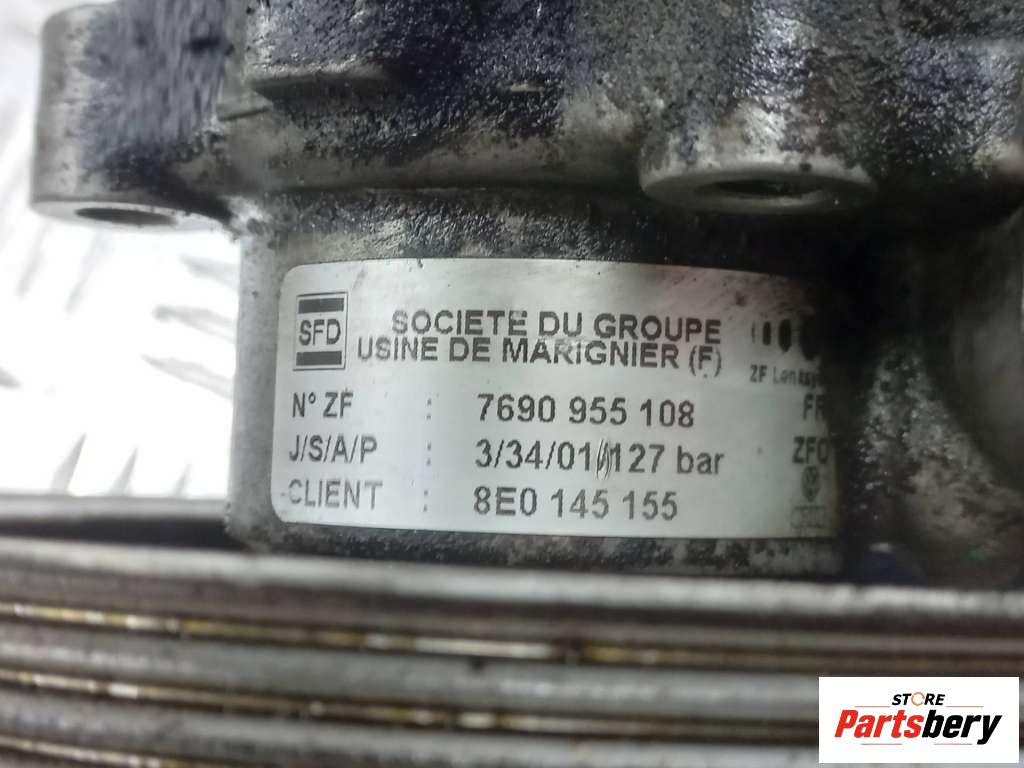 SFD
SOCIETE DU GROUPE
USINE DE MARIGNIER (F)
N° ZF : 7690 955 108
J/S/A/P : 3/34/01/127 bar
CLIENT : 8E0 145 155
ZF
STORE
Partsbery